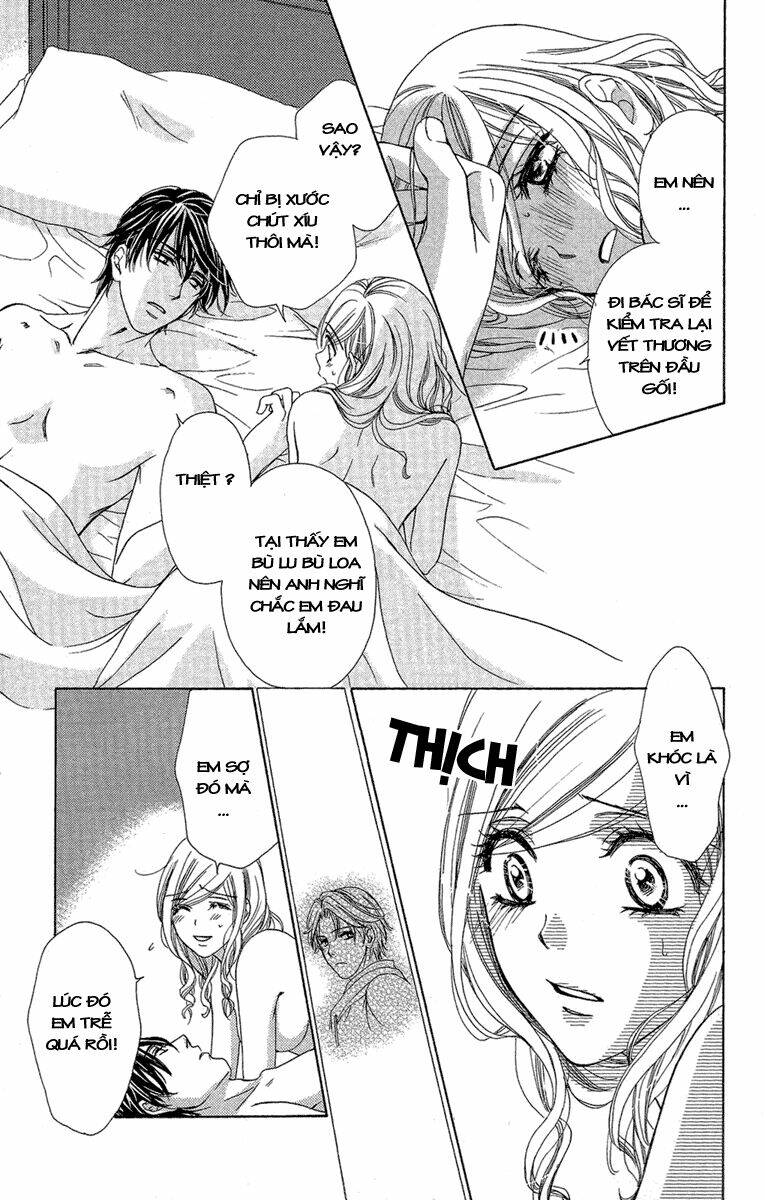 EM NÊN
...
ĐI BÁC SĨ ĐỂ
KIỂM TRA LẠI
VẾT THƯƠNG
TRÊN ĐẦU
GỐI!
SAO
VẬY?
CHỈ BỊ XƯỚC
CHÚT XÍU
THÔI MÀ!
THIỆT ?
TẠI THẤY EM
BÙ LU BÙ LOA
NÊN ANH NGHĨ
CHẮC EM ĐAU
LẮM!
EM
KHÓC LÀ
VÌ
...
THỊCH
EM SỢ
ĐÓ MÀ
...
LÚC ĐÓ
EM TRỄ
QUÁ RỒI!